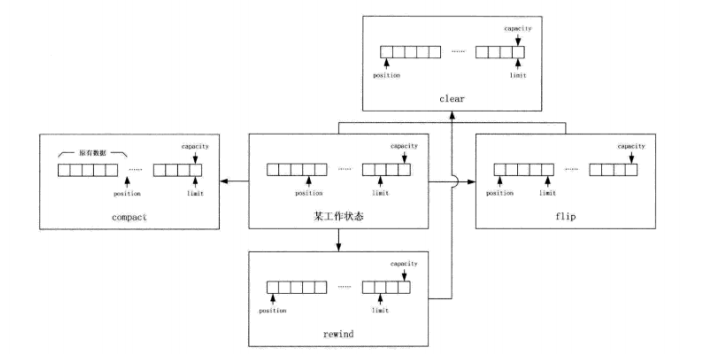 capacity
......
position
limit
clear
原有数据
capacity
......
position
limit
compact
capacity
......
position
limit
某工作状态
capacity
......
position
limit
flip
capacity
......
position
limit
rewind